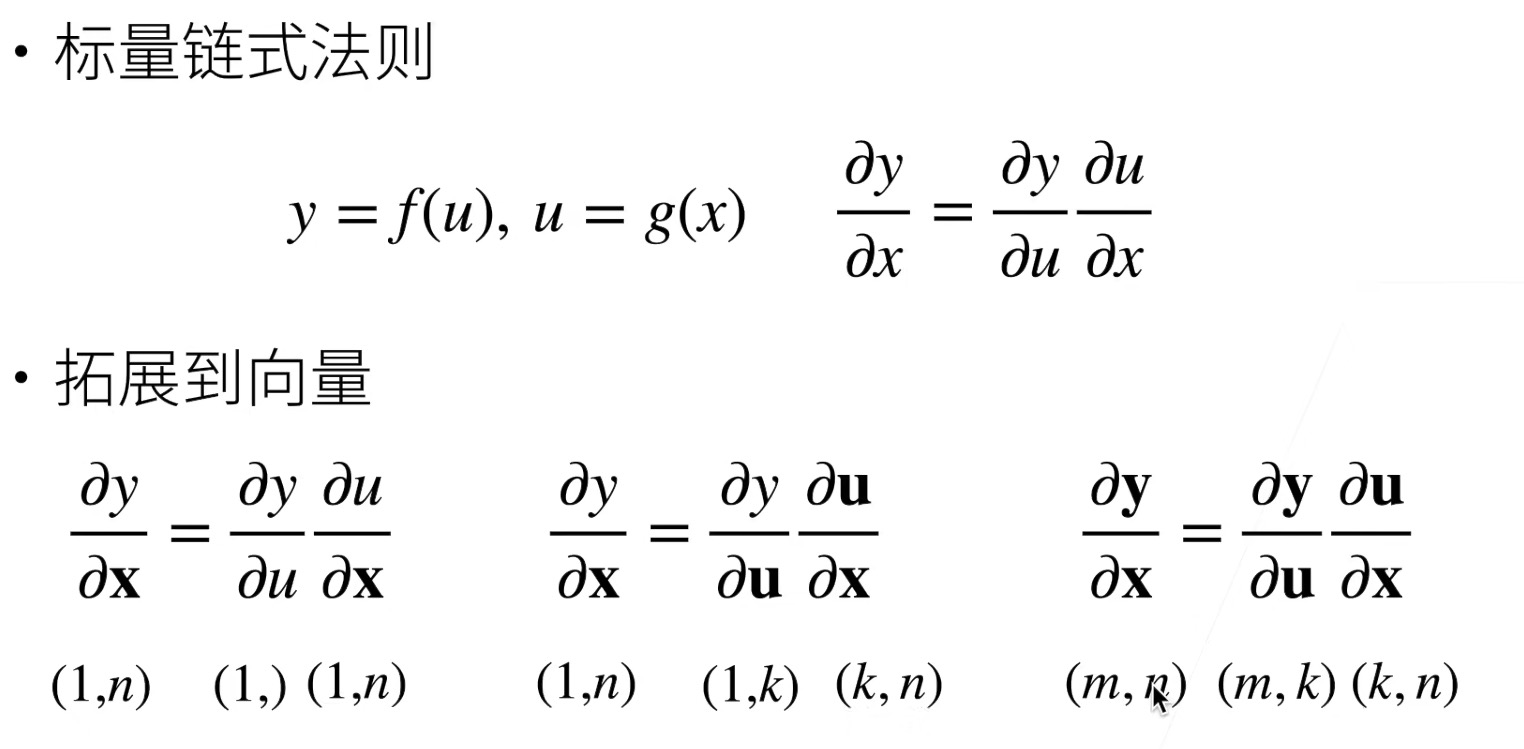 • 标量链式法则
y = f(u), u = g(x)    ∂y/∂x = ∂y/∂u ∂u/∂x
• 拓展到向量
∂y/∂𝐱 = ∂y/∂u ∂u/∂𝐱    ∂y/∂𝐱 = ∂y/∂𝐮 ∂𝐮/∂𝐱    ∂𝐲/∂𝐱 = ∂𝐲/∂𝐮 ∂𝐮/∂𝐱
(1,n) (1,) (1,n)    (1,n) (1,k) (k, n)    (m, n) (m, k) (k, n)